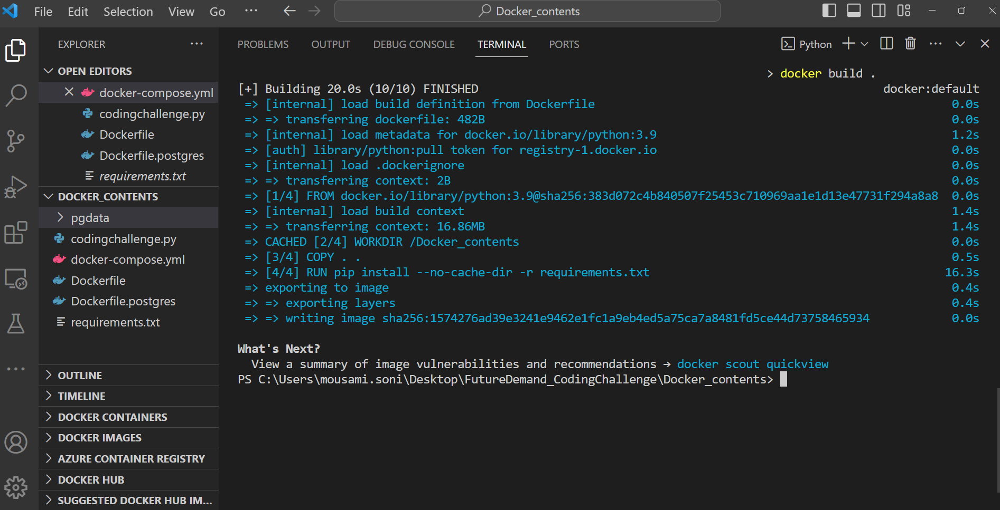 File Edit Selection View Go ... Docker_contents
EXPLORER ...
OPEN EDITORS
docker-compose.yml
codingchallenge.py
Dockerfile
Dockerfile.postgres
requirements.txt
DOCKER_CONTENTS
pgdata
codingchallenge.py
docker-compose.yml
Dockerfile
Dockerfile.postgres
requirements.txt
OUTLINE
TIMELINE
DOCKER CONTAINERS
DOCKER IMAGES
AZURE CONTAINER REGISTRY
DOCKER HUB
SUGGESTED DOCKER HUB IM...
PROBLEMS OUTPUT DEBUG CONSOLE TERMINAL PORTS Python
> docker build .
[+] Building 20.0s (10/10) FINISHED docker:default
=> [internal] load build definition from Dockerfile 0.0s
=> => transferring dockerfile: 482B 0.0s
=> [internal] load metadata for docker.io/library/python:3.9 1.2s
=> [auth] library/python:pull token for registry-1.docker.io 0.0s
=> [internal] load .dockerignore 0.0s
=> => transferring context: 2B 0.0s
=> [1/4] FROM docker.io/library/python:3.9@sha256:383d072c4b840507f25453c710969aa1e1d13e47731f294a8a8 0.0s
=> [internal] load build context 1.4s
=> => transferring context: 16.86MB 1.4s
=> CACHED [2/4] WORKDIR /Docker_contents 0.0s
=> [3/4] COPY . . 0.5s
=> [4/4] RUN pip install --no-cache-dir -r requirements.txt 16.3s
=> exporting to image 0.4s
=> => exporting layers 0.4s
=> => writing image sha256:1574276ad39e3241e9462e1fc1a9eb4ed5a75ca7a8481fd5ce44d73758465934 0.0s
What's Next?
View a summary of image vulnerabilities and recommendations → docker scout quickview
PS C:\Users\mousami.soni\Desktop\FutureDemand_CodingChallenge\Docker_contents>